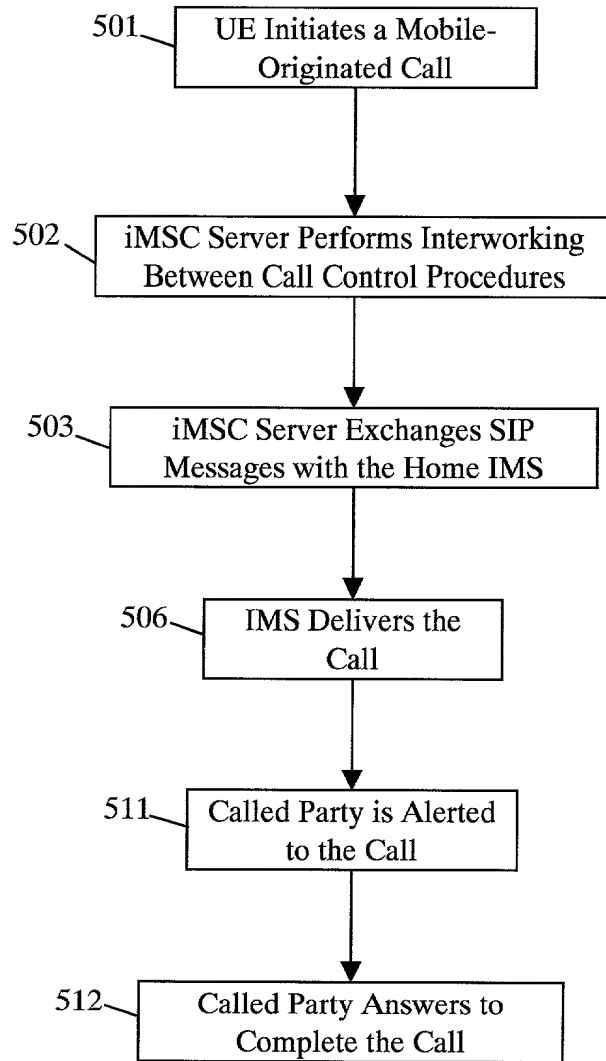 501
UE Initiates a Mobile-
Originated Call
502
iMSC Server Performs Interworking
Between Call Control Procedures
503
iMSC Server Exchanges SIP
Messages with the Home IMS
506
IMS Delivers the
Call
511
Called Party is Alerted
to the Call
512
Called Party Answers to
Complete the Call